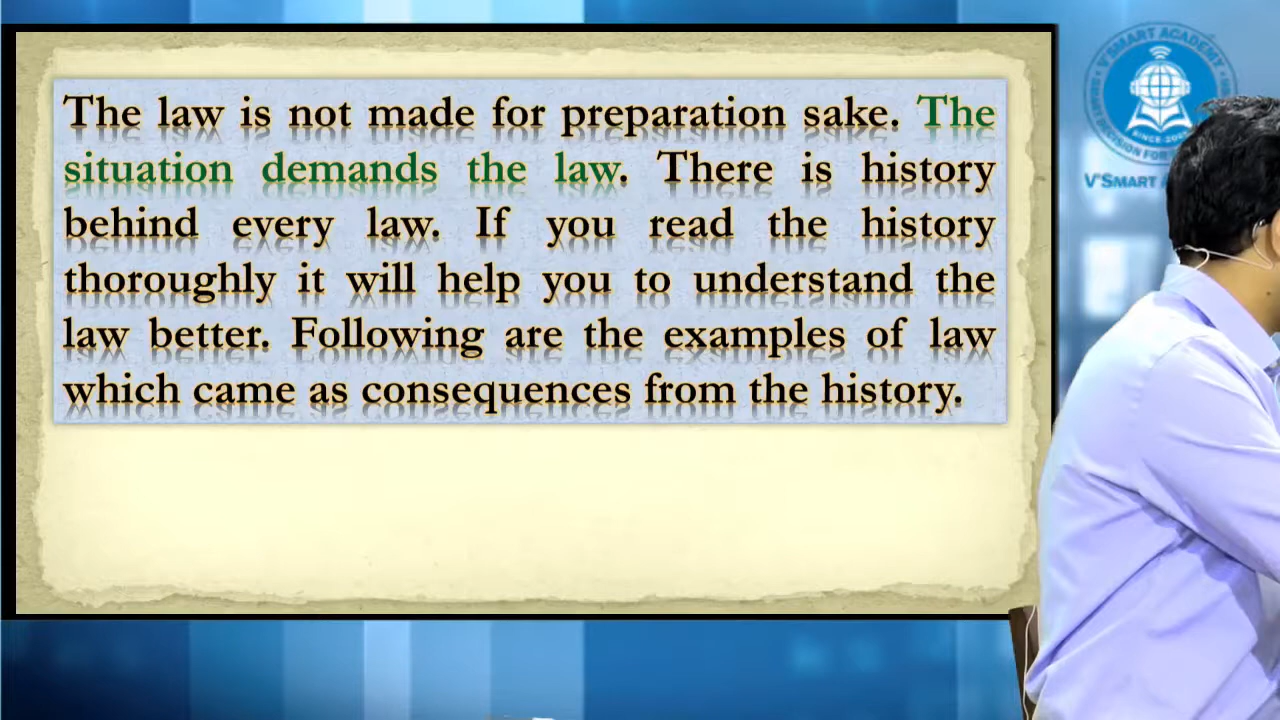 The law is not made for preparation sake. The
situation demands the law. There is history
behind every law. If you read the history
thoroughly it will help you to understand the
law better. Following are the examples of law
which came as consequences from the history.
V'SMART ACADEMY
SINCE
V'SMART